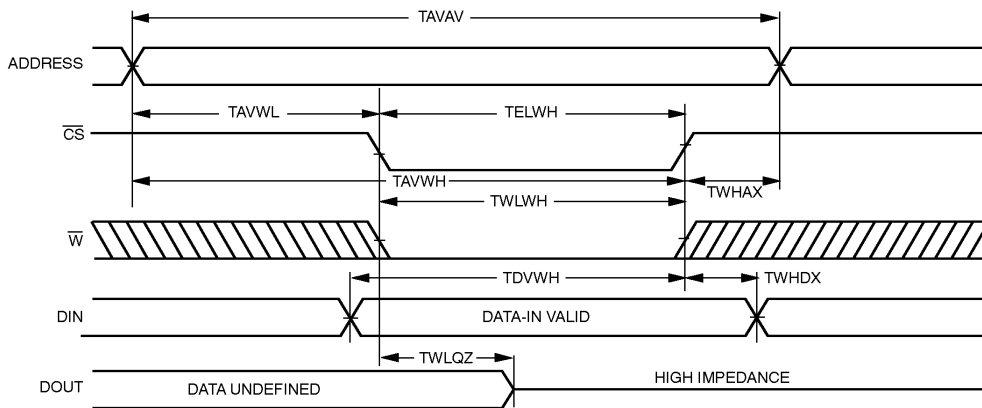 TAVAV
ADDRESS
TAVWL
TELWH
C̅S̅
TAVWH
TWHAX
TWLWH
W̅
TDVWH
TWHDX
DIN
DATA-IN VALID
TWLQZ
DOUT
DATA UNDEFINED
HIGH IMPEDANCE